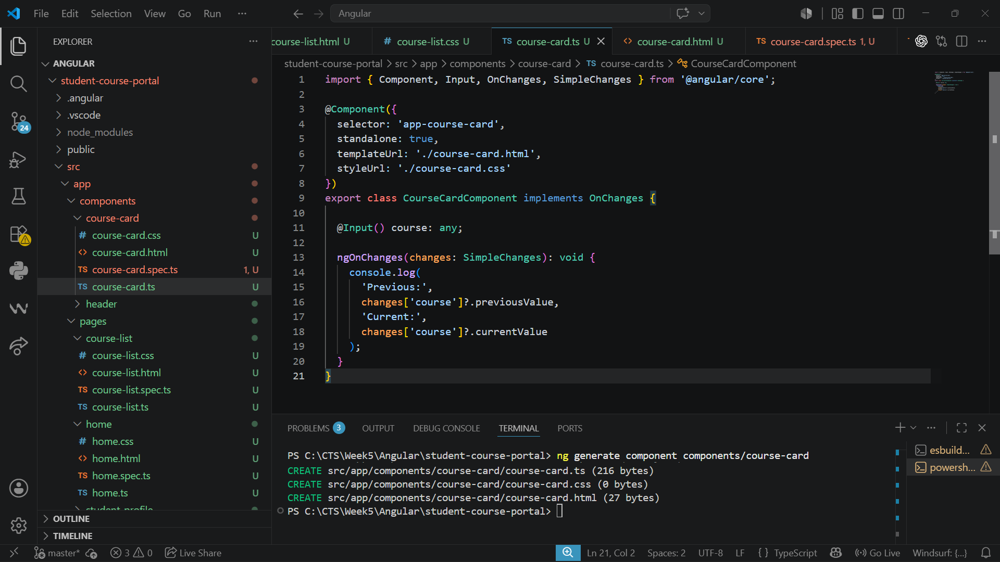 File Edit Selection View Go Run ··· Angular
EXPLORER
ANGULAR
student-course-portal
.angular
.vscode
node_modules
public
src
app
components
course-card
# course-card.css U
<> course-card.html U
TS course-card.spec.ts 1, U
TS course-card.ts U
header
pages
course-list
# course-list.css U
<> course-list.html U
TS course-list.spec.ts U
TS course-list.ts U
home
# home.css U
<> home.html U
TS home.spec.ts U
TS home.ts U
student-profile
OUTLINE
TIMELINE
24
course-list.html U # course-list.css U TS course-card.ts U <> course-card.html U TS course-card.spec.ts 1, U
student-course-portal > src > app > components > course-card > TS course-card.ts > CourseCardComponent
1 import { Component, Input, OnChanges, SimpleChanges } from '@angular/core';
2
3 @Component({
4 selector: 'app-course-card',
5 standalone: true,
6 templateUrl: './course-card.html',
7 styleUrl: './course-card.css'
8 })
9 export class CourseCardComponent implements OnChanges {
10
11 @Input() course: any;
12
13 ngOnChanges(changes: SimpleChanges): void {
14 console.log(
15 'Previous:',
16 changes['course']?.previousValue,
17 'Current:',
18 changes['course']?.currentValue
19 );
20 }
21 }
PROBLEMS 3 OUTPUT DEBUG CONSOLE TERMINAL PORTS
PS C:\CTS\Week5\Angular\student-course-portal> ng generate component components/course-card
CREATE src/app/components/course-card/course-card.ts (216 bytes)
CREATE src/app/components/course-card/course-card.css (0 bytes)
CREATE src/app/components/course-card/course-card.html (27 bytes)
PS C:\CTS\Week5\Angular\student-course-portal>
esbuild...
powersh...
master* 3 0 Live Share Ln 21, Col 2 Spaces: 2 UTF-8 LF { } TypeScript Go Live Windsurf: {...}